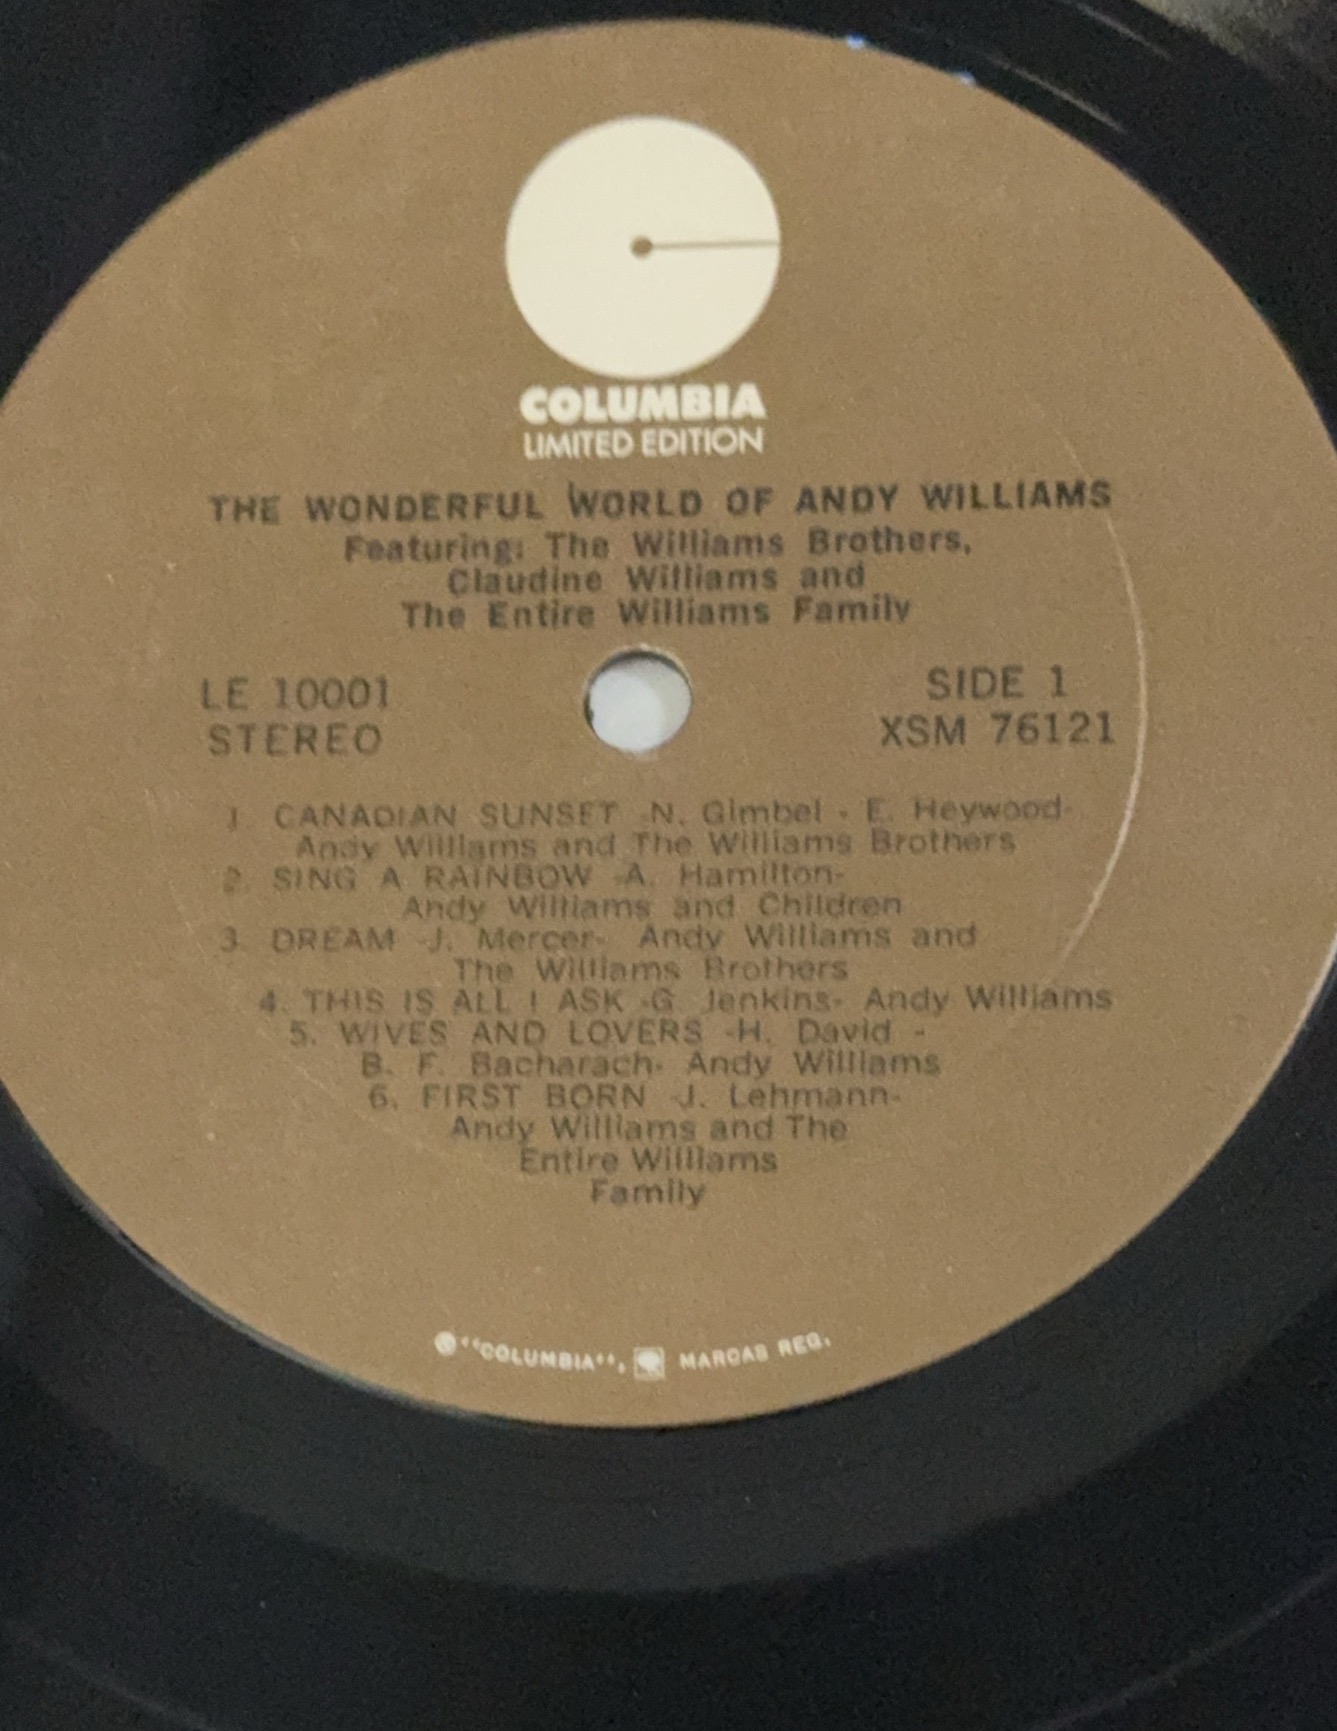 COLUMBIA
LIMITED EDITION
THE WONDERFUL WORLD OF ANDY WILLIAMS
Featuring: The Williams Brothers,
Claudine Williams and
The Entire Williams Family
LE 10001
STEREO
SIDE 1
XSM 76121
1. CANADIAN SUNSET -N. Gimbel - E. Heywood-
Andy Williams and The Williams Brothers
2. SING A RAINBOW -A. Hamilton-
Andy Williams and Children
3. DREAM -J. Mercer- Andy Williams and
The Williams Brothers
4. THIS IS ALL I ASK -G. Jenkins- Andy Williams
5. WIVES AND LOVERS -H. David -
B. F. Bacharach- Andy Williams
6. FIRST BORN -J. Lehmann-
Andy Williams and The
Entire Williams
Family
"COLUMBIA", MARCAS REG.